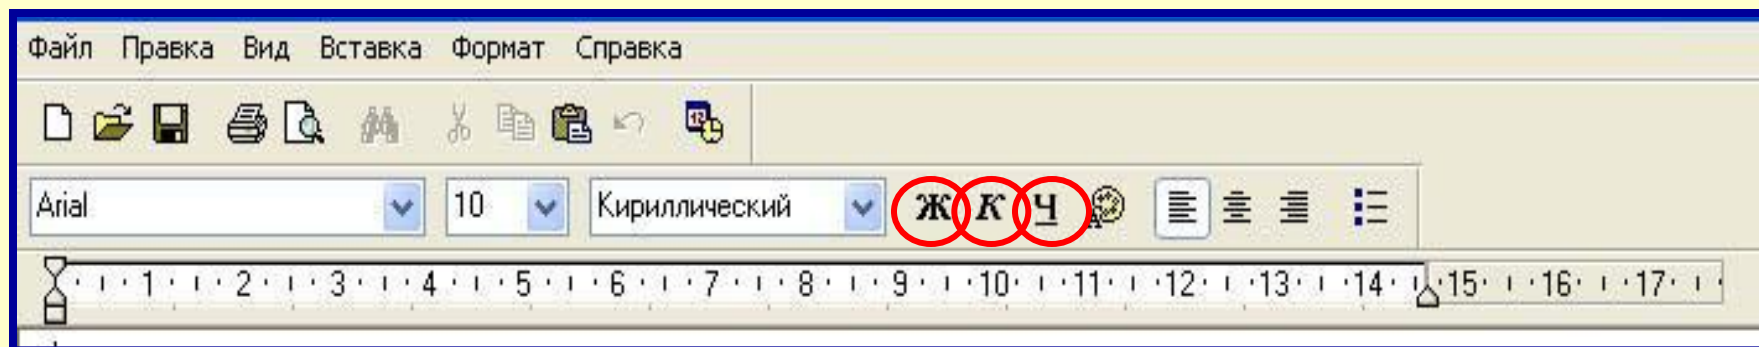 Файл Правка Вид Вставка Формат Справка
12
Arial 10 Кириллический Ж К Ч
1 2 3 4 5 6 7 8 9 10 11 12 13 14 15 16 17